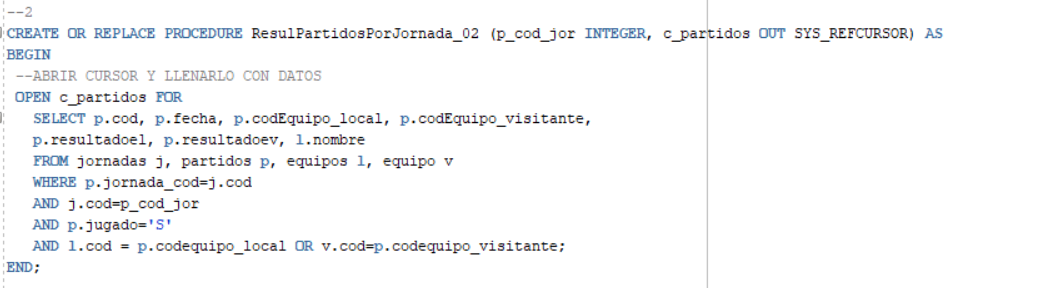 --2
CREATE OR REPLACE PROCEDURE ResulPartidosPorJornada_02 (p_cod_jor INTEGER, c_partidos OUT SYS_REFCURSOR) AS
BEGIN
--ABRIR CURSOR Y LLENARLO CON DATOS
OPEN c_partidos FOR
SELECT p.cod, p.fecha, p.codEquipo_local, p.codEquipo_visitante,
p.resultadoel, p.resultadoev, l.nombre
FROM jornadas j, partidos p, equipos l, equipo v
WHERE p.jornada_cod=j.cod
AND j.cod=p_cod_jor
AND p.jugado='S'
AND l.cod = p.codequipo_local OR v.cod=p.codequipo_visitante;
END;